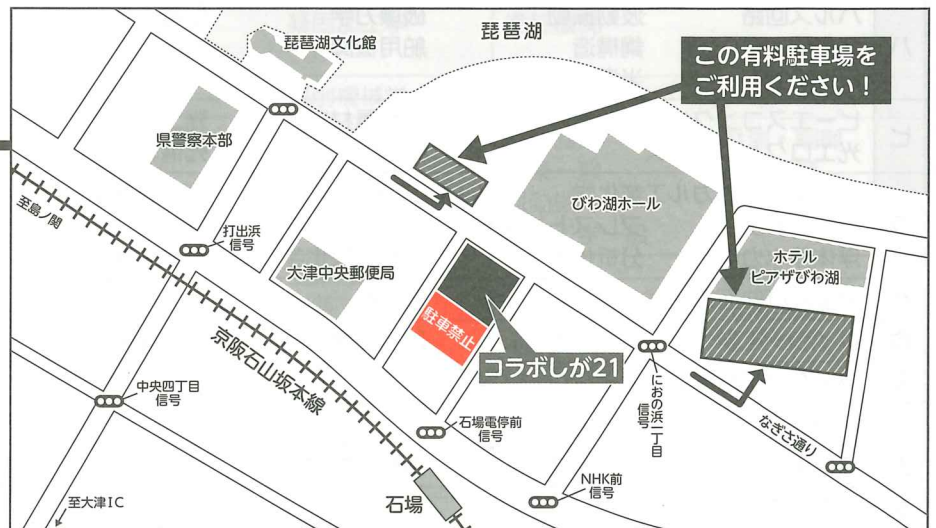 琵琶湖文化館
琵琶湖
この有料駐車場を
ご利用ください！
県警察本部
至島ノ関
打出浜
信号
大津中央郵便局
びわ湖ホール
ホテル
ピアザびわ湖
駐車禁止
コラボしが21
京阪石山坂本線
中央四丁目
信号
石場電停前
信号
におの浜一丁目
信号
なぎさ通り
NHK前
信号
石場
至大津IC